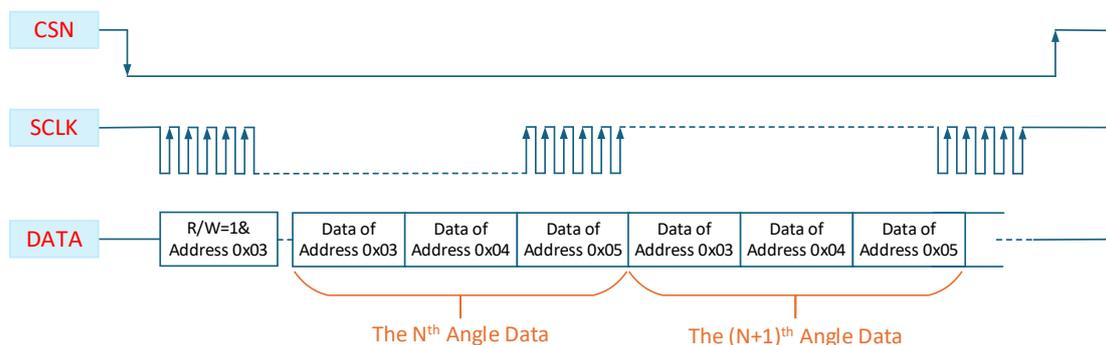 CSN
SCLK
DATA
R/W=1&
Address 0x03
Data of
Address 0x03
Data of
Address 0x04
Data of
Address 0x05
Data of
Address 0x03
Data of
Address 0x04
Data of
Address 0x05
The Nth Angle Data
The (N+1)th Angle Data